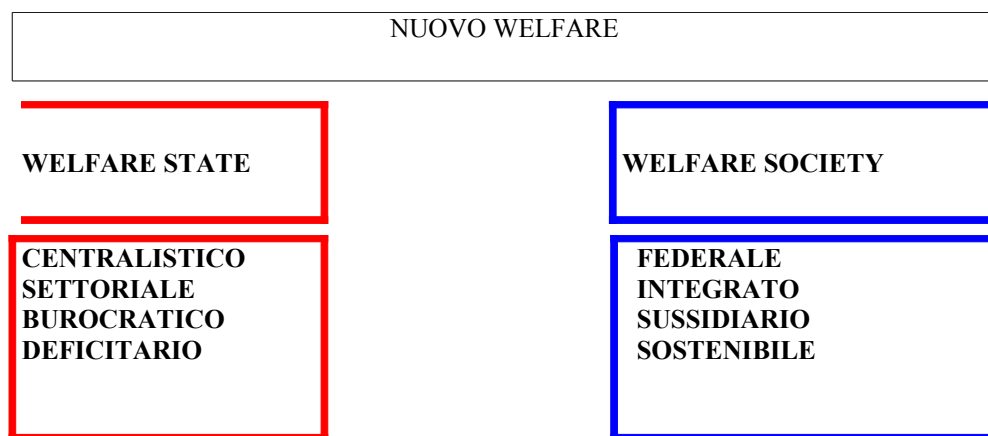 NUOVO WELFARE
WELFARE STATE
WELFARE SOCIETY
CENTRALISTICO
SETTORIALE
BUROCRATICO
DEFICITARIO
FEDERALE
INTEGRATO
SUSSIDIARIO
SOSTENIBILE